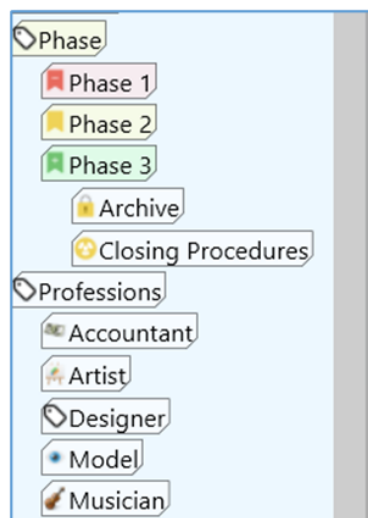 Phase
Phase 1
Phase 2
Phase 3
Archive
Closing Procedures
Professions
Accountant
Artist
Designer
Model
Musician